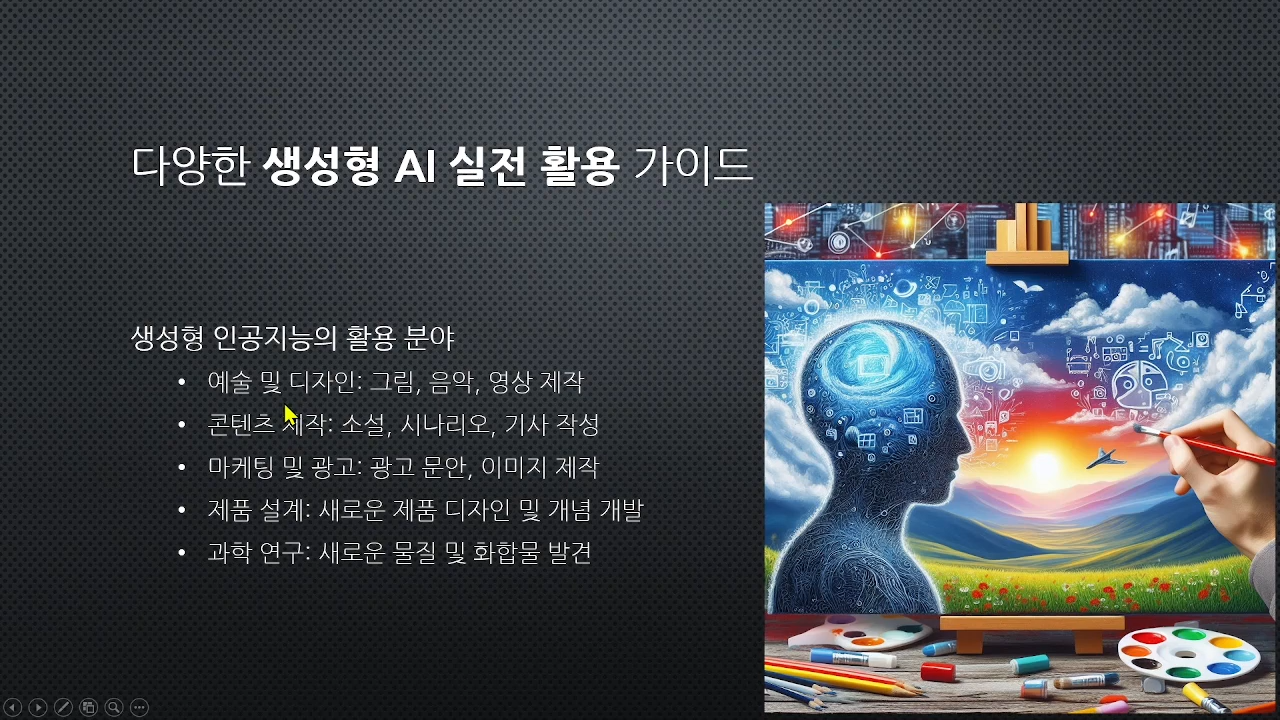 다양한 생성형 AI 실전 활용 가이드
생성형 인공지능의 활용 분야
• 예술 및 디자인: 그림, 음악, 영상 제작
• 콘텐츠 제작: 소설, 시나리오, 기사 작성
• 마케팅 및 광고: 광고 문안, 이미지 제작
• 제품 설계: 새로운 제품 디자인 및 개념 개발
• 과학 연구: 새로운 물질 및 화합물 발견